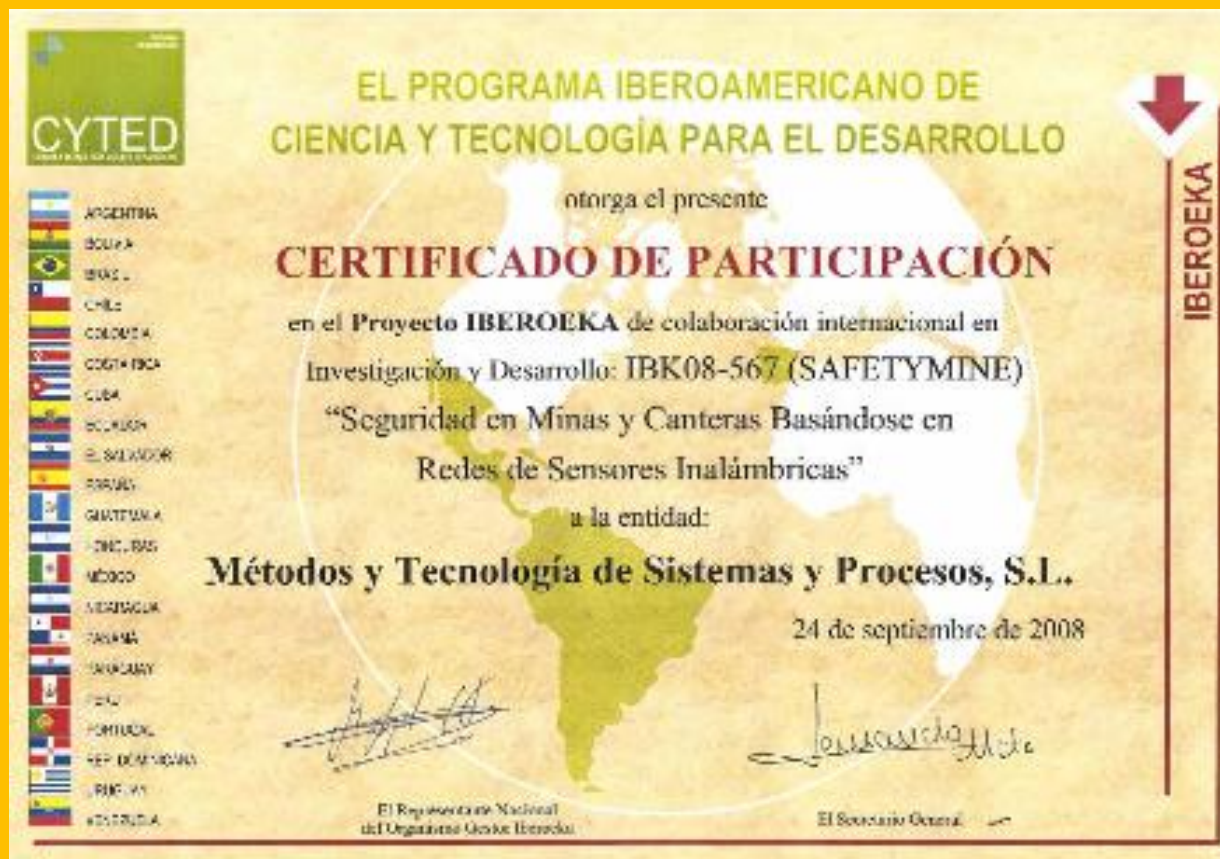 CYTED
EL PROGRAMA IBEROAMERICANO DE
CIENCIA Y TECNOLOGÍA PARA EL DESARROLLO
otorga el presente
CERTIFICADO DE PARTICIPACIÓN
en el Proyecto IBEROEKA de colaboración internacional en
Investigación y Desarrollo: IBK08-567 (SAFETYMINE)
“Seguridad en Minas y Canteras Basándose en
Redes de Sensores Inalámbricas”
a la entidad:
Métodos y Tecnología de Sistemas y Procesos, S.L.
24 de septiembre de 2008
El Representante Nacional
del Organismo Gestor Iberoeka
El Secretario General
IBEROEKA
ARGENTINA
BOLIVIA
BRASIL
CHILE
COLOMBIA
COSTA RICA
CUBA
ECUADOR
EL SALVADOR
ESPAÑA
GUATEMALA
HONDURAS
MÉXICO
NICARAGUA
PANAMÁ
PARAGUAY
PERÚ
PORTUGAL
REP. DOMINICANA
URUGUAY
VENEZUELA